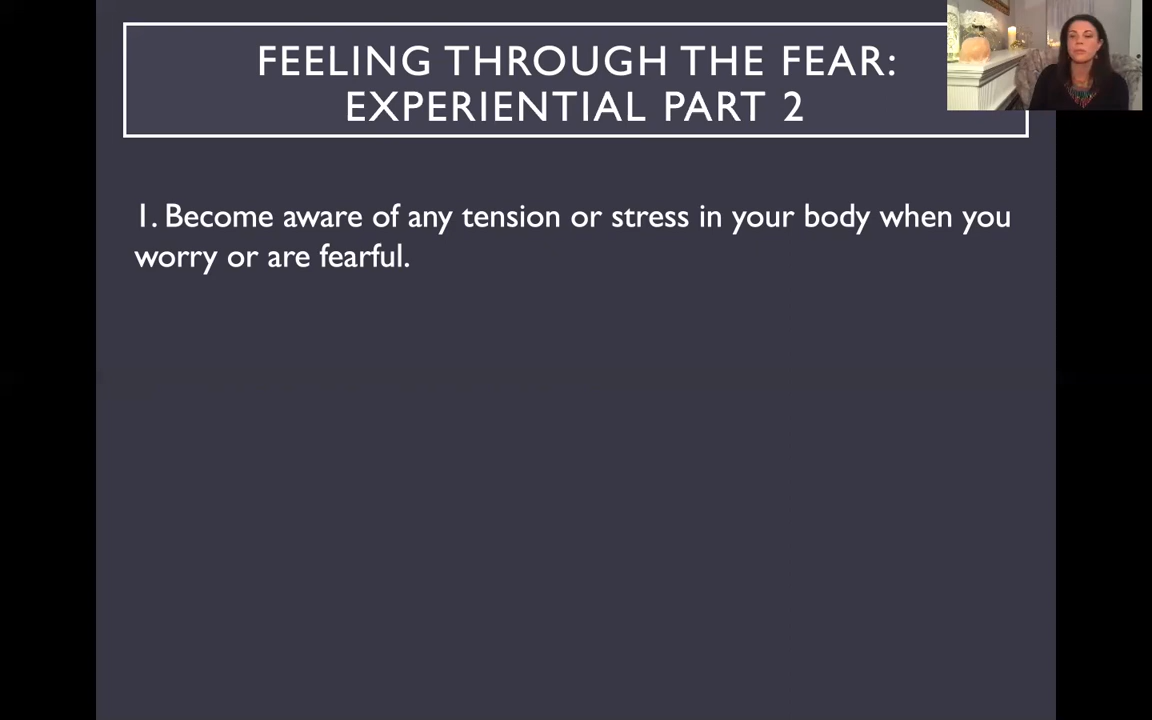 FEELING THROUGH THE FEAR:
EXPERIENTIAL PART 2
1. Become aware of any tension or stress in your body when you
worry or are fearful.